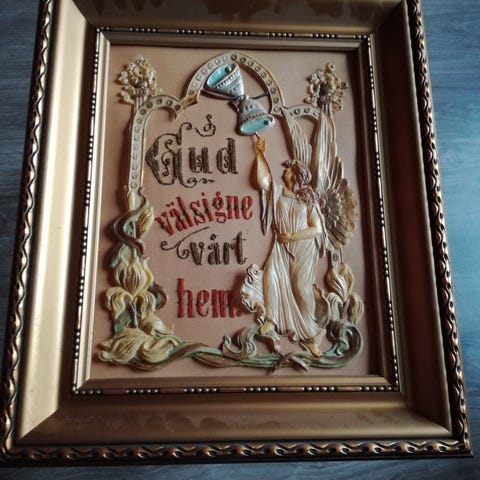 Gud
välsigne
vårt
hem.